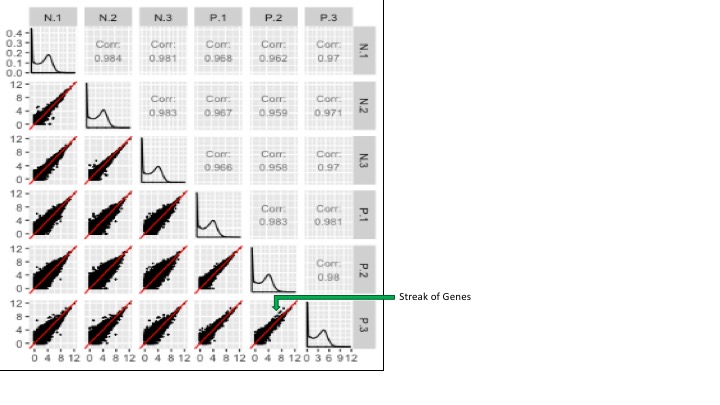 N.1 N.2 N.3 P.1 P.2 P.3
0.4
0.3
0.2
0.1
0.0
Corr:
0.984
Corr:
0.981
Corr:
0.968
Corr:
0.962
Corr:
0.97
N.1
12
8
4
0
Corr:
0.983
Corr:
0.967
Corr:
0.959
Corr:
0.971
N.2
12
8
4
0
Corr:
0.966
Corr:
0.958
Corr:
0.97
N.3
12
8
4
0
Corr:
0.983
Corr:
0.981
P.1
12
8
4
0
Corr:
0.98
P.2
Streak of Genes
12
8
4
0
P.3
0 4 8 12 0 4 8 12 0 4 8 12 0 4 8 12 0 4 8 12 0 3 6 9 12